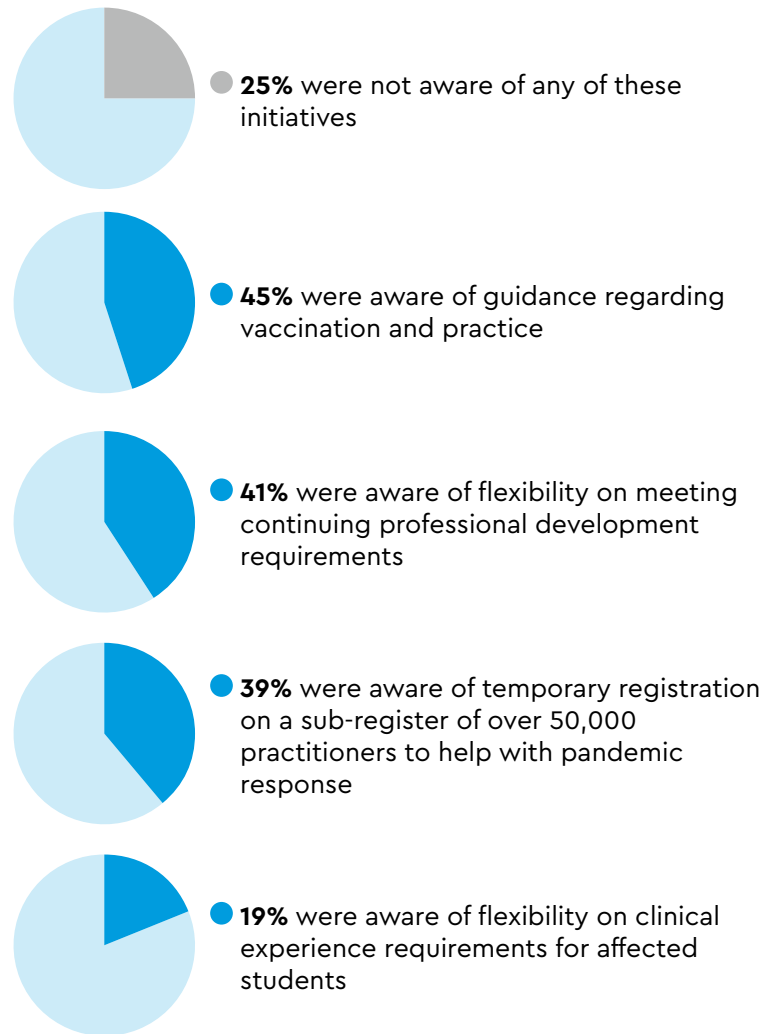 25% were not aware of any of these
initiatives
45% were aware of guidance regarding
vaccination and practice
41% were aware of flexibility on meeting
continuing professional development
requirements
39% were aware of temporary registration
on a sub-register of over 50,000
practitioners to help with pandemic
response
19% were aware of flexibility on clinical
experience requirements for affected
students